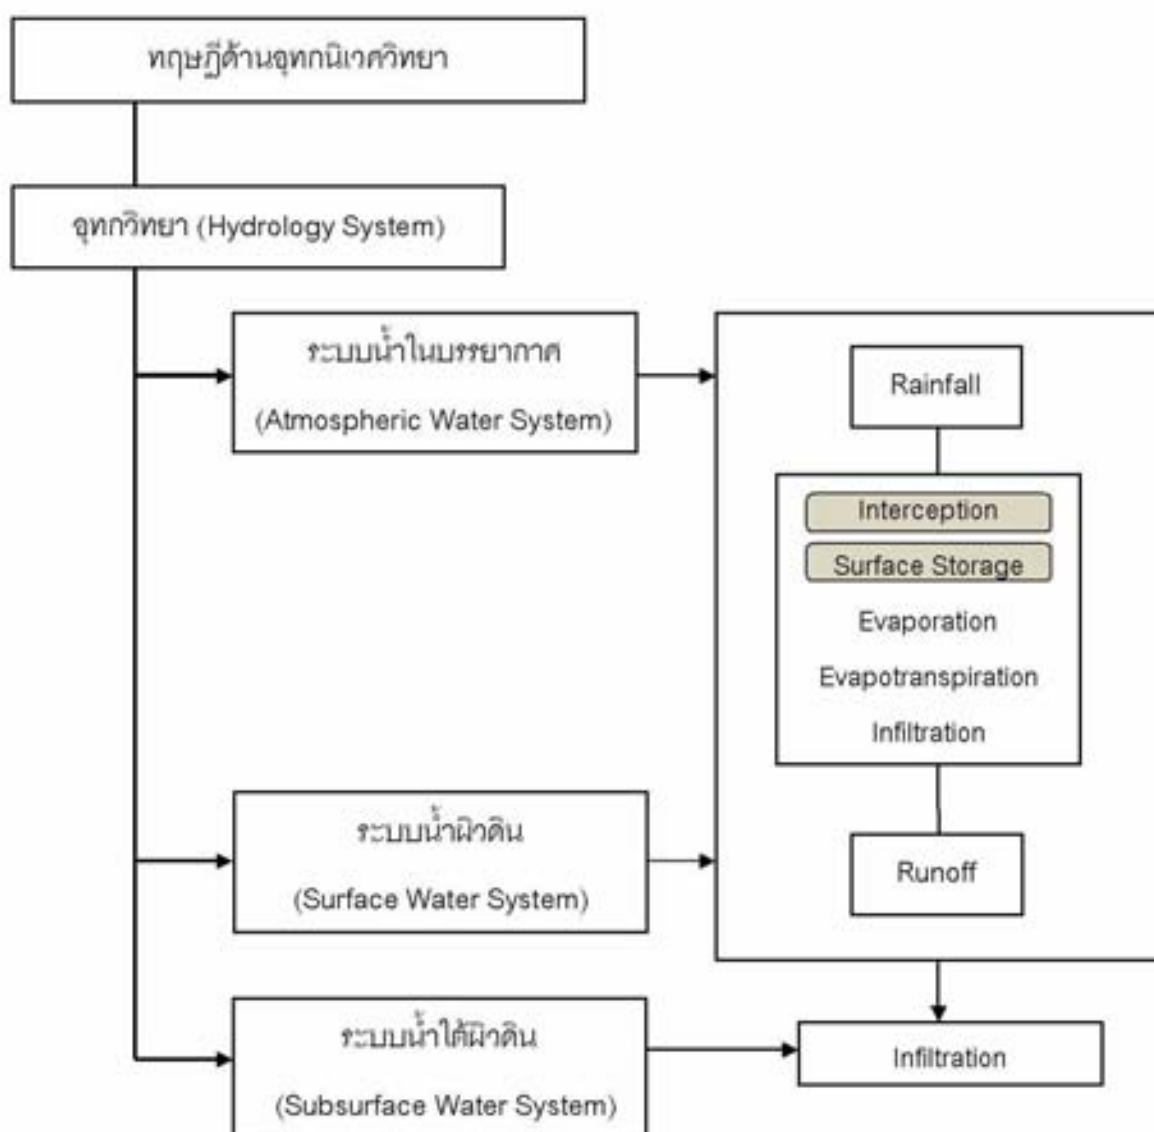 ทฤษฎีด้านอุทกนิเวศวิทยา
อุทกวิทยา (Hydrology System)
ระบบน้ำในบรรยากาศ
(Atmospheric Water System)
Rainfall
Interception
Surface Storage
Evaporation
Evapotranspiration
Infiltration
ระบบน้ำผิวดิน
(Surface Water System)
Runoff
ระบบน้ำใต้ผิวดิน
(Subsurface Water System)
Infiltration